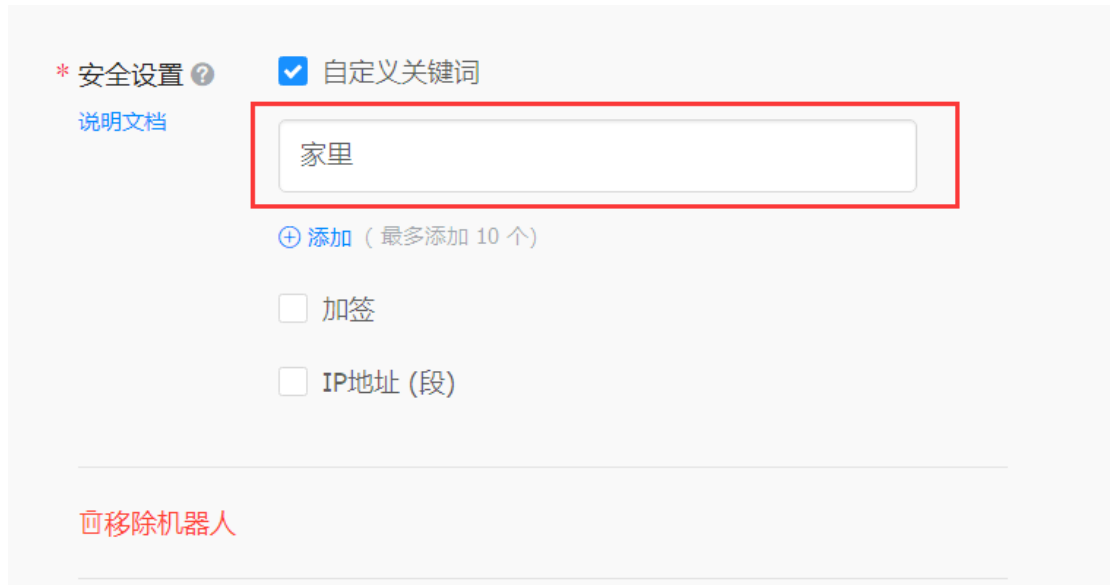 * 安全设置 自定义关键词
说明文档
家里
添加 ( 最多添加 10 个)
加签
IP地址 (段)
移除机器人